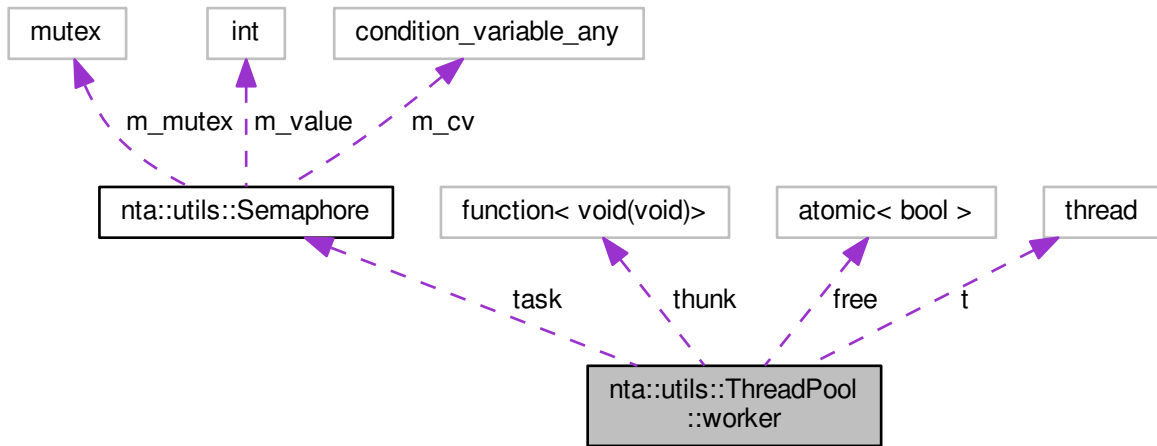 mutex
int
condition_variable_any
m_mutex
m_value
m_cv
nta::utils::Semaphore
function< void(void)>
atomic< bool >
thread
task
thunk
free
t
nta::utils::ThreadPool
::worker